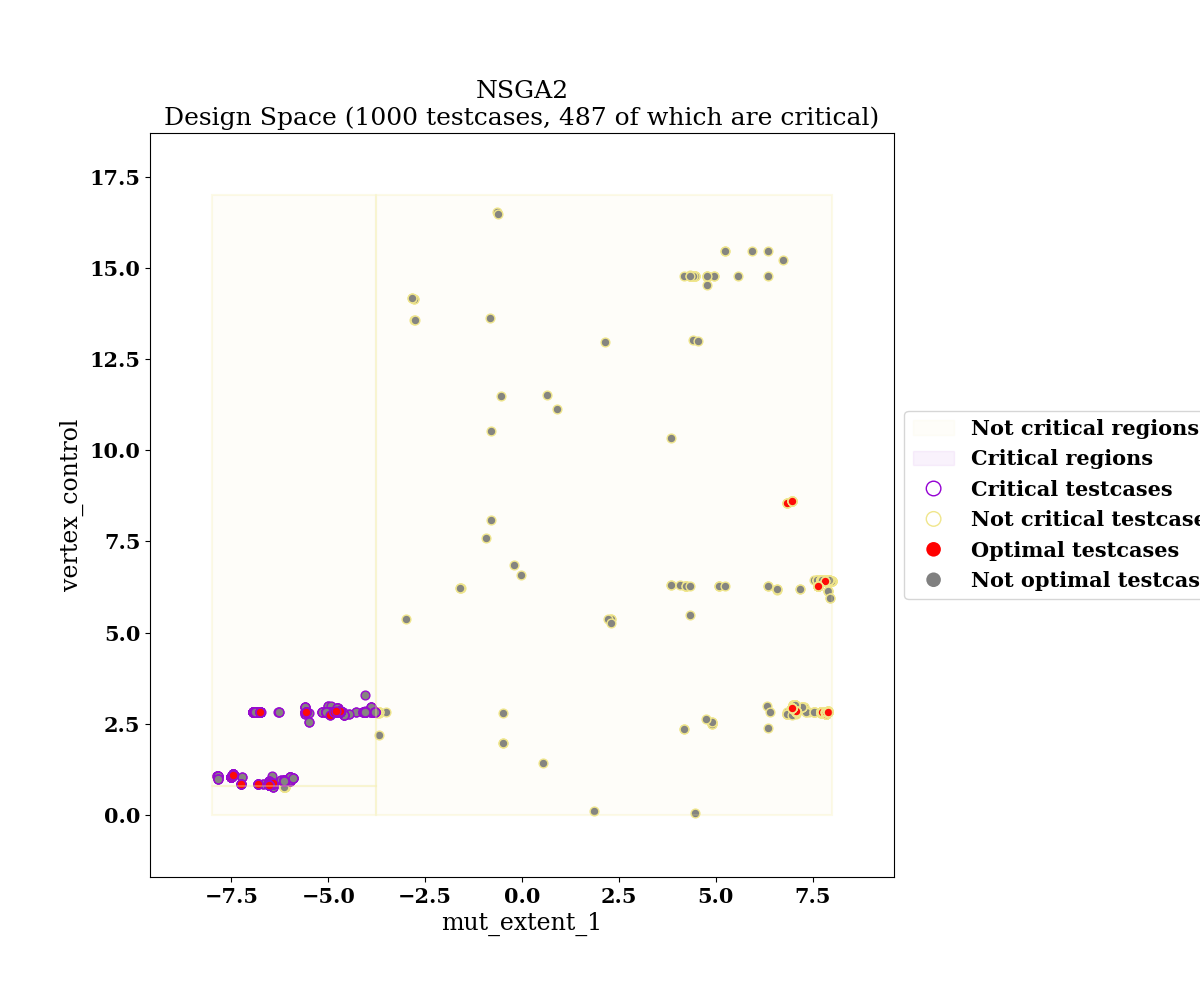 NSGA2
Design Space (1000 testcases, 487 of which are critical)
vertex_control
17.5
15.0
12.5
10.0
7.5
5.0
2.5
0.0
−7.5 −5.0 −2.5 0.0 2.5 5.0 7.5
mut_extent_1
Not critical regions
Critical regions
Critical testcases
Not critical testcase
Optimal testcases
Not optimal testcas